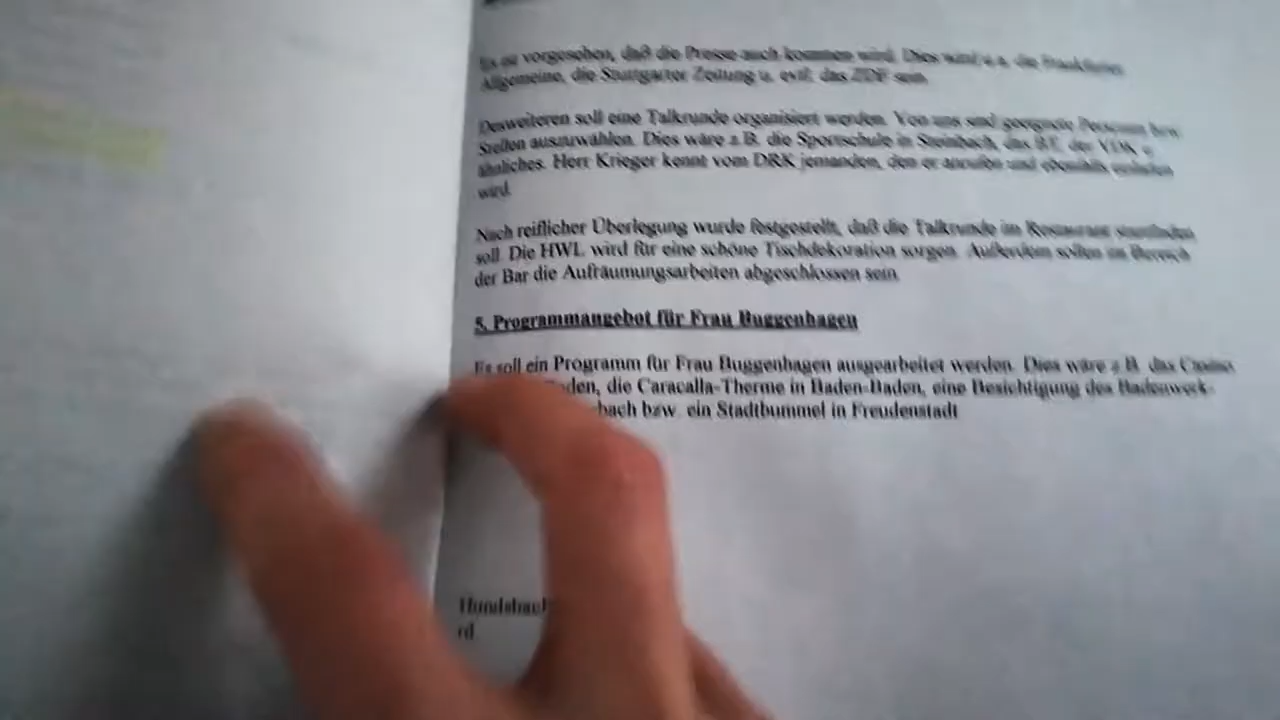 vorgesehen, daß die Presse auch kommen wird. Dies wird u.a. die Frankfurter
Allgemeine, die Stuttgarter Zeitung u. evtl. das ZDF sein.
Desweiteren soll eine Talkrunde organisiert werden. Von uns sind geeignete Personen bzw.
Stellen auszuwählen. Dies wäre z.B. die Sportschule in Steinbach, das
ähnliches. Herr Krieger kennt vom DRK jemanden, den er anrufen und ebenfalls einladen
wird.
Nach reiflicher Überlegung wurde festgestellt, daß die Talkrunde im Restaurant stattfinden
soll. Die HWL wird für eine schöne Tischdekoration sorgen. Außerdem sollen im Bereich
der Bar die Aufräumungsarbeiten abgeschlossen sein.
5. Programmangebot für Frau Buggenhagen
Es soll ein Programm für Frau Buggenhagen ausgearbeitet werden. Dies wäre z.B. das Casino
die Caracalla-Therme in Baden-Baden, eine Besichtigung des Badenwerk-
bach bzw. ein Stadtbummel in Freudenstadt
Hundsbach
rd